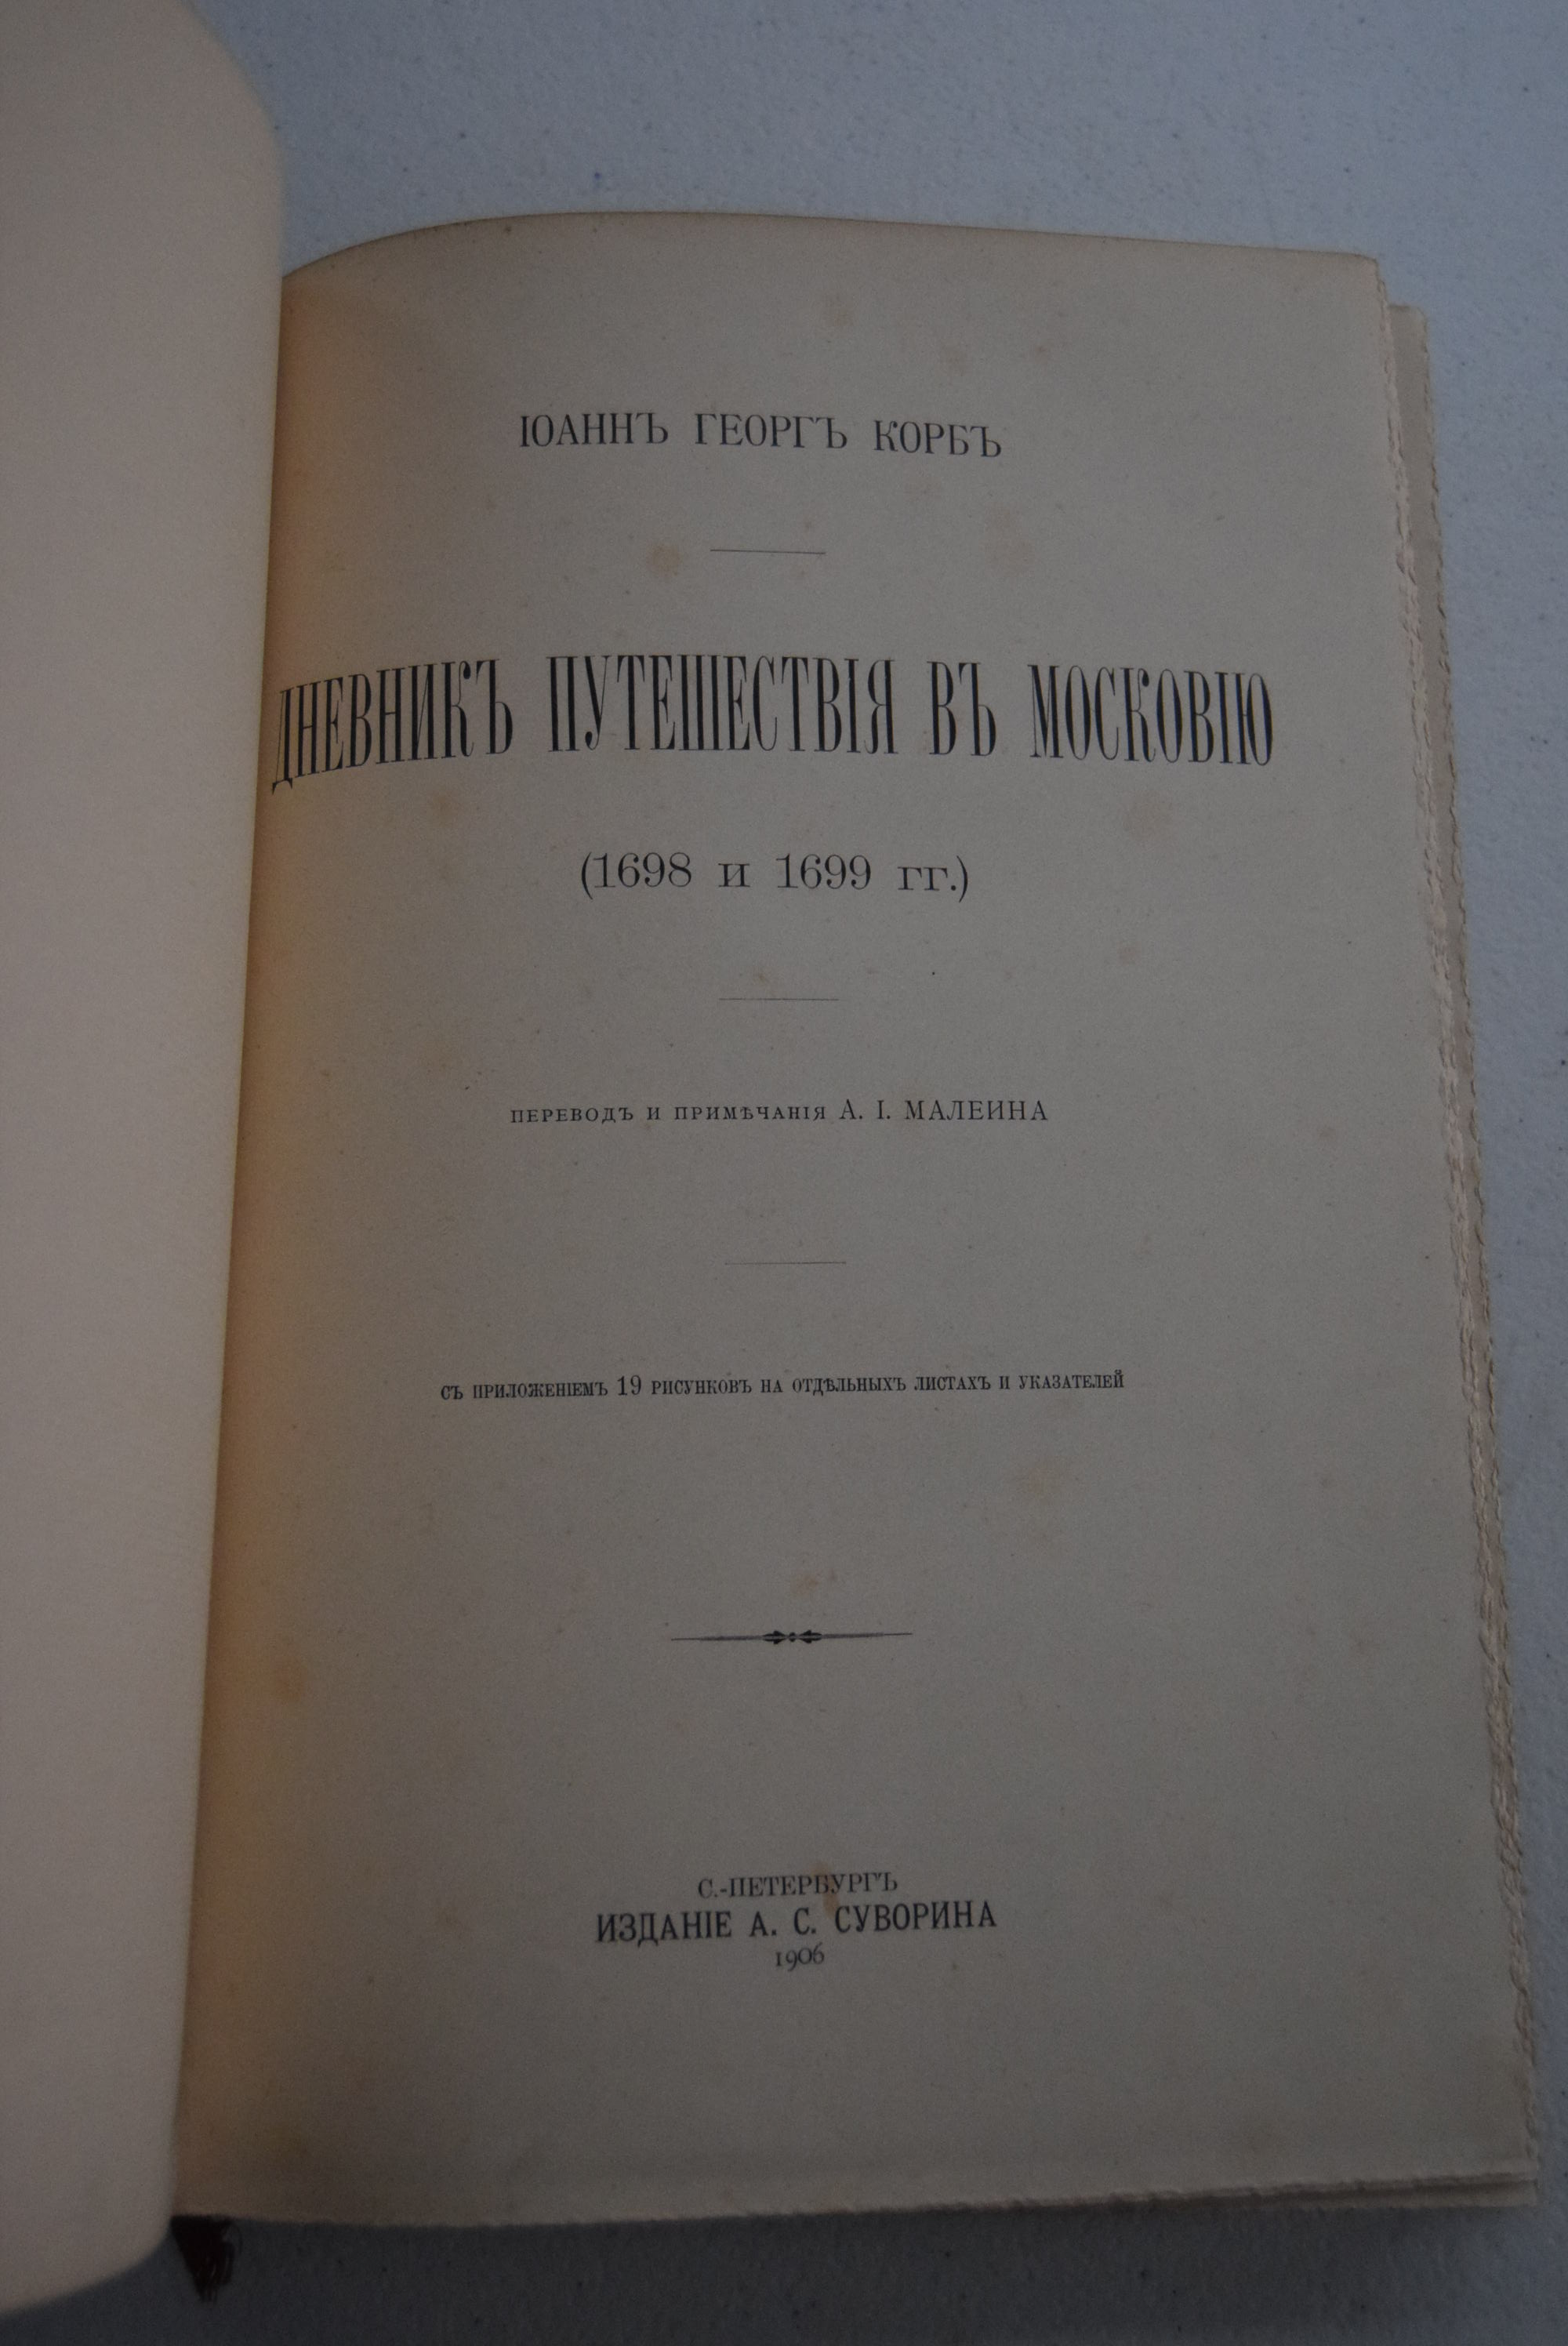 ІОАННЪ ГЕОРГЪ КОРБЪ
ДНЕВНИКЪ ПУТЕШЕСТВІЯ ВЪ МОСКОВІЮ
(1698 и 1699 гг.)
ПЕРЕВОДЪ И ПРИМѢЧАНІЯ А. І. МАЛЕИНА
СЪ ПРИЛОЖЕНІЕМЪ 19 РИСУНКОВЪ НА ОТДѢЛЬНЫХЪ ЛИСТАХЪ И УКАЗАТЕЛЕЙ
С.-ПЕТЕРБУРГЪ
ИЗДАНІЕ А. С. СУВОРИНА
1906